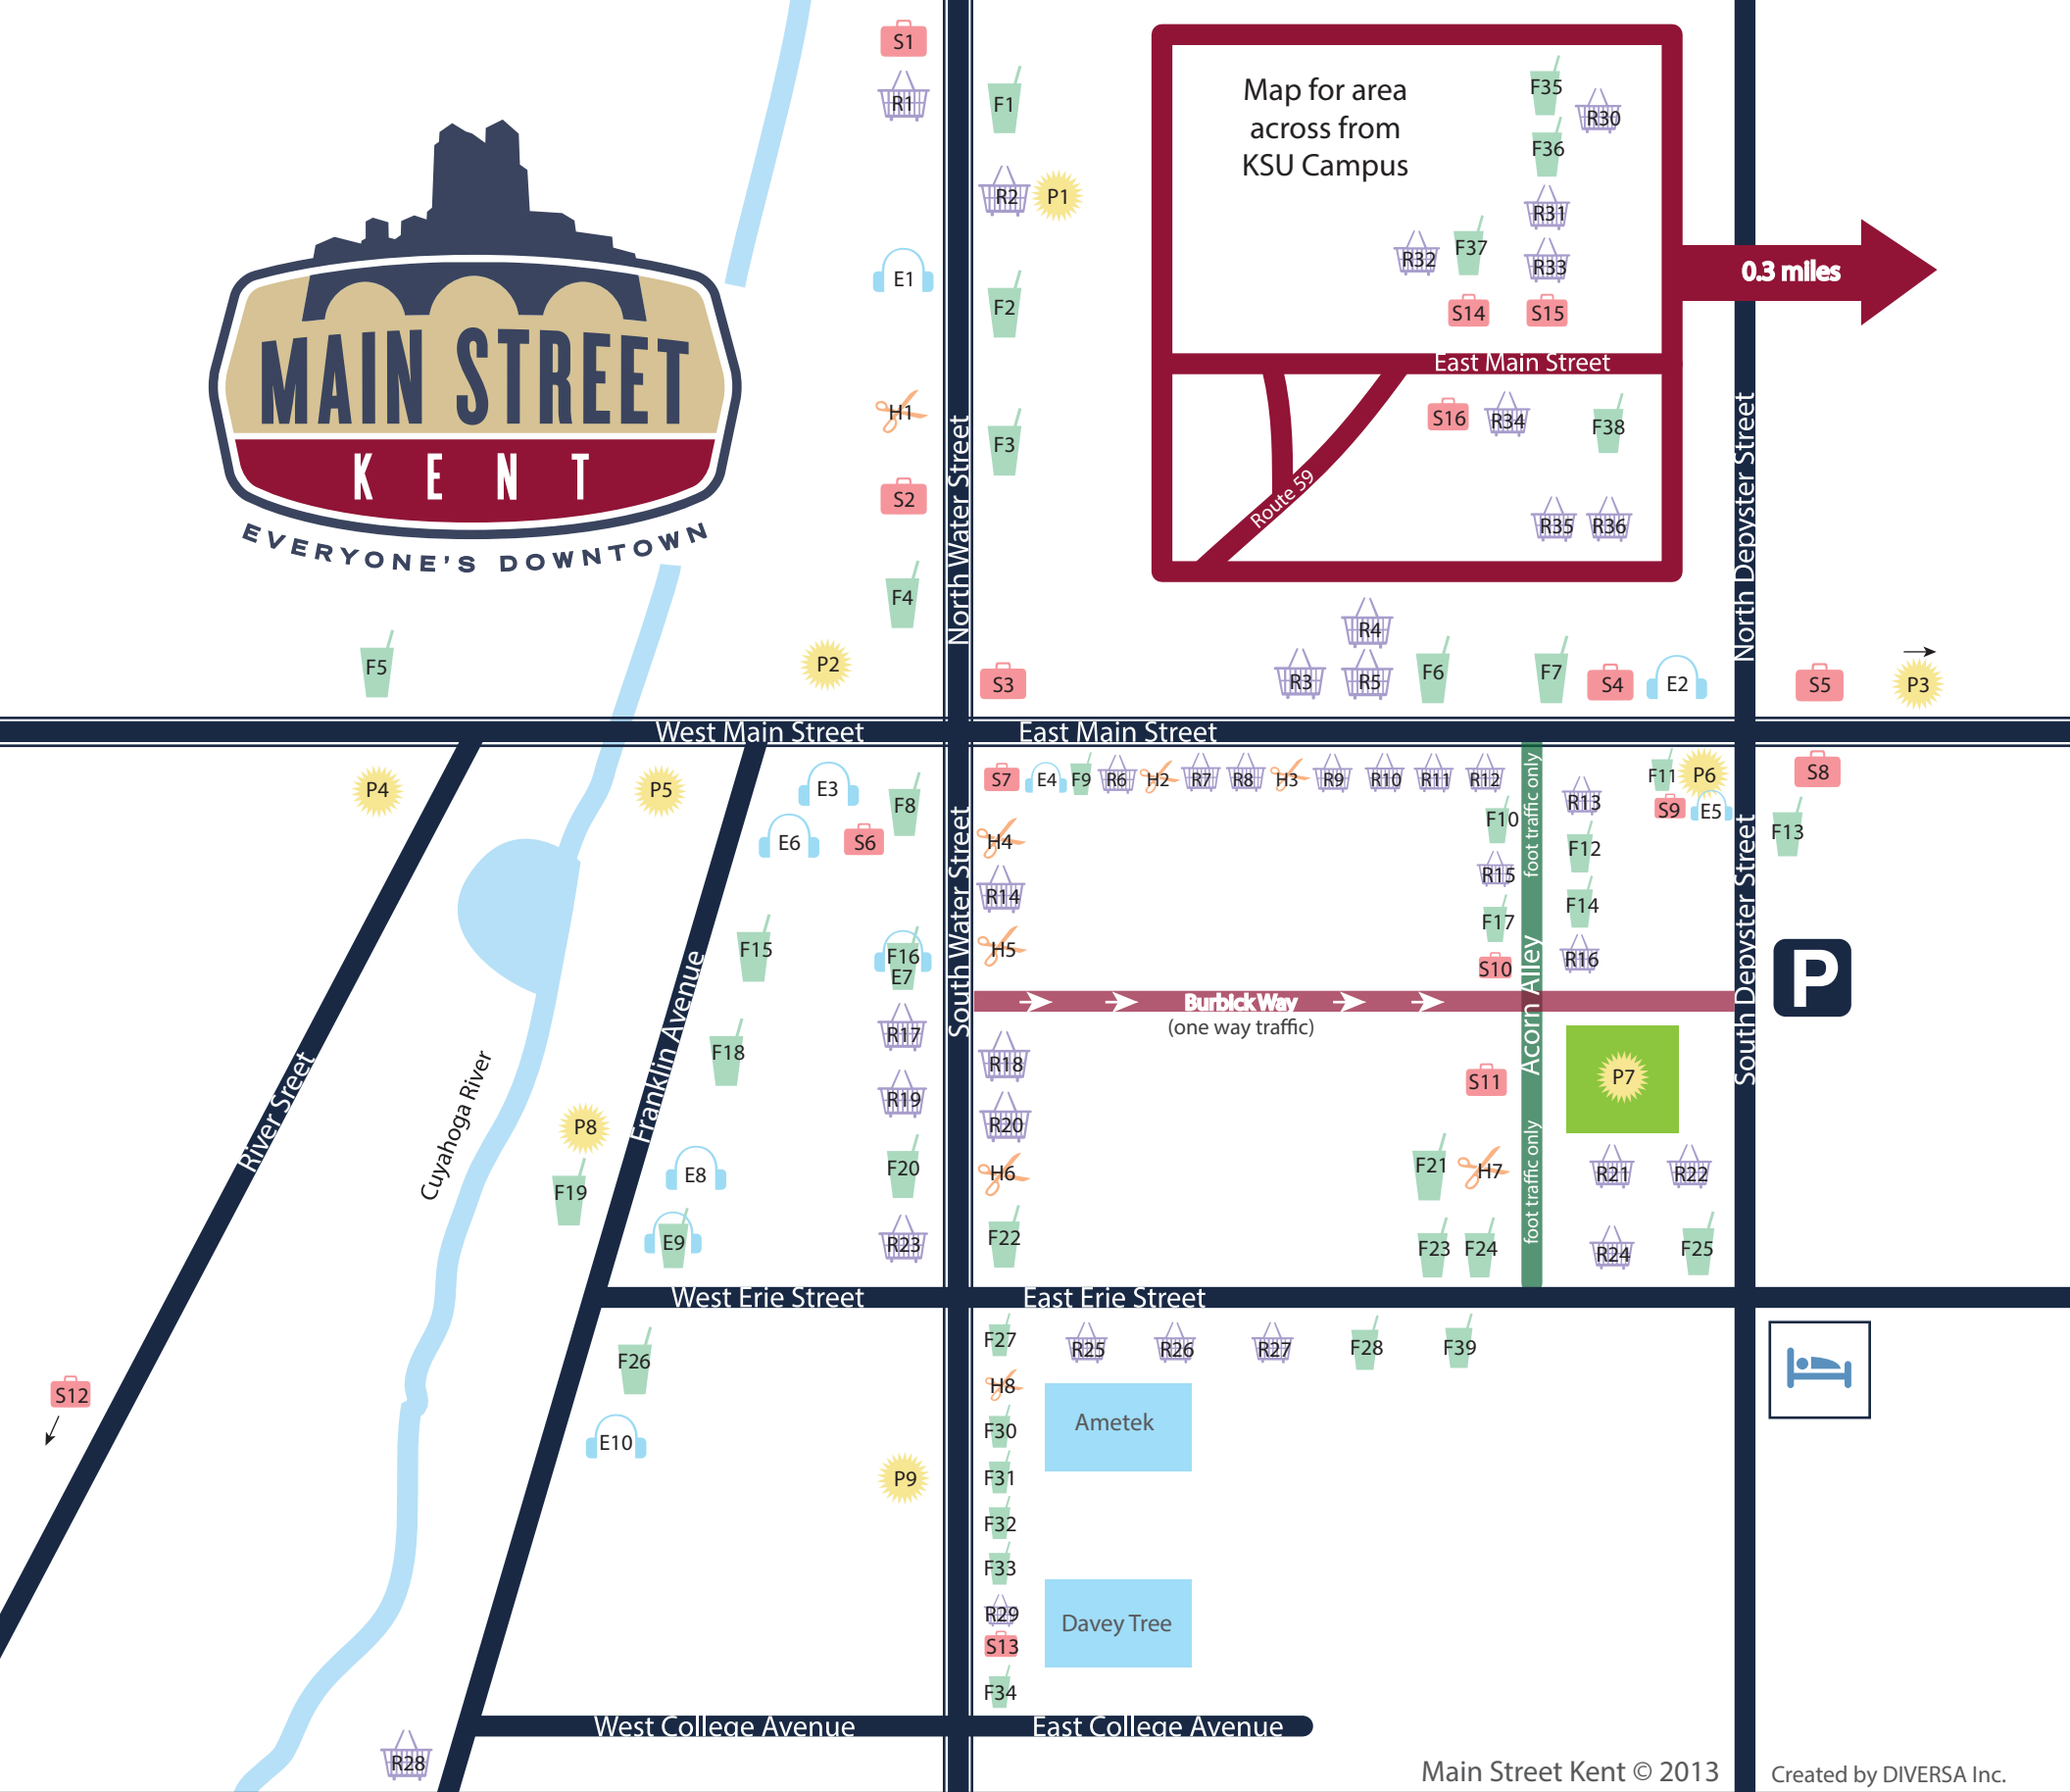 MAIN STREET
KENT
EVERYONE'S DOWNTOWN
S1
R1
F1
R2
P1
E1
F2
H1
F3
S2
F4
F5
P2
S3
North Water Street
Map for area
across from
KSU Campus
F35
R30
F36
R31
R32
F37
R33
S14
S15
East Main Street
S16
R34
F38
Route 59
R35
R36
0.3 miles
North Depyster Street
R4
R3
R5
F6
F7
S4
E2
S5
P3
West Main Street
East Main Street
P4
P5
E3
F8
E6
S6
S7
E4
F9
R6
H2
R7
R8
H3
R9
R10
R11
R12
foot traffic only
R13
F11
P6
S9
E5
S8
F13
H4
F10
F12
R14
R15
F14
H5
F17
R16
S10
South Water Street
Acorn Alley
South Depyster Street
P
F15
F16
E7
Franklin Avenue
Burbick Way
(one way traffic)
River Sreet
Cuyahoga River
F18
R17
R18
R19
R20
S11
P7
P8
F19
E8
F20
H6
F21
H7
foot traffic only
R21
R22
E9
R23
F22
F23
F24
R24
F25
West Erie Street
East Erie Street
F26
F27
R25
R26
R27
F28
F39
S12
E10
H8
Ametek
F30
P9
F31
F32
F33
R29
Davey Tree
S13
F34
West College Avenue
East College Avenue
R28
Main Street Kent © 2013
Created by DIVERSA Inc.